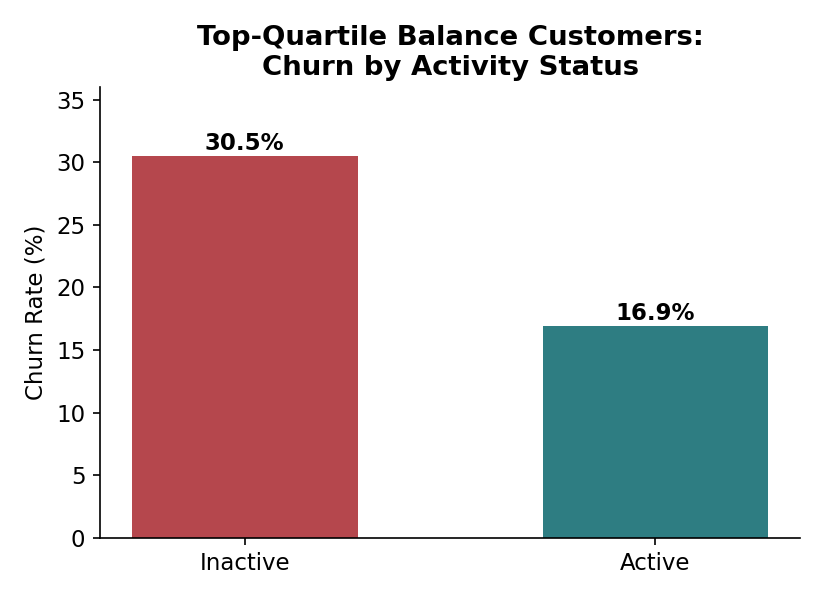 Top-Quartile Balance Customers:
Churn by Activity Status
Churn Rate (%)
35
30
25
20
15
10
5
0
30.5%
16.9%
Inactive
Active